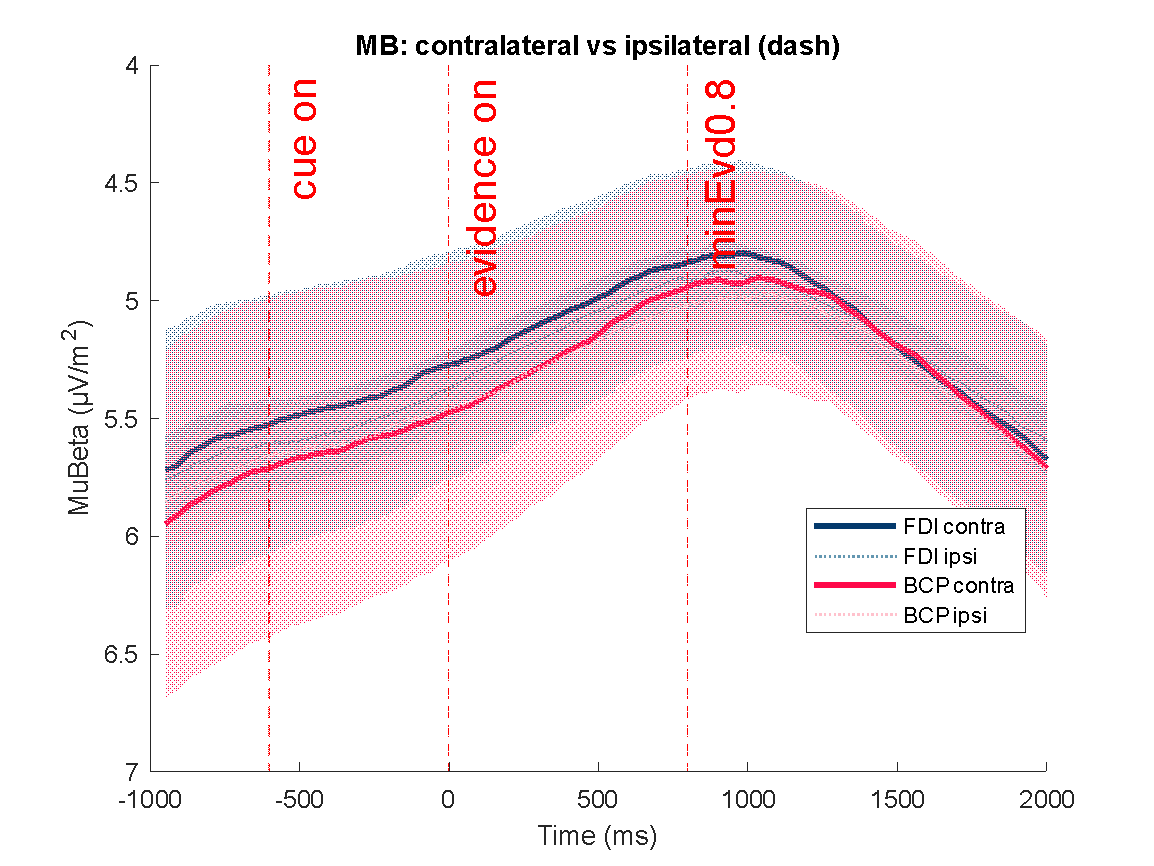 MB: contralateral vs ipsilateral (dash)
4
4.5
5
5.5
6
6.5
7
MuBeta (µV/m²)
cue on
evidence on
minEvd0.8
FDI contra
FDI ipsi
BCP contra
BCP ipsi
-1000
-500
0
500
1000
1500
2000
Time (ms)